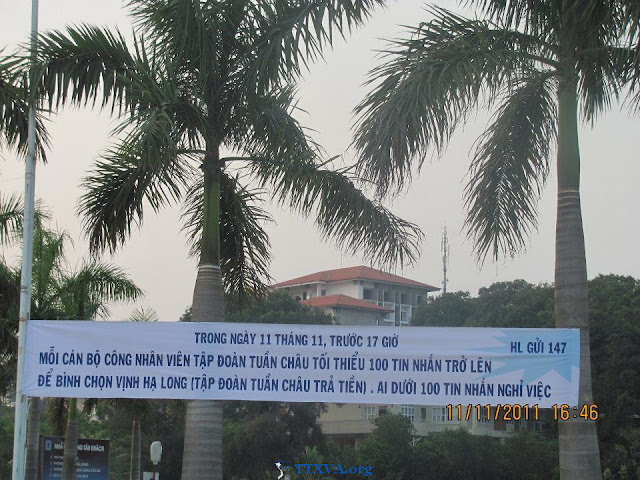 TRONG NGÀY 11 THÁNG 11, TRƯỚC 17 GIỜ
HL GỬI 147
MỖI CÁN BỘ CÔNG NHÂN VIÊN TẬP ĐOÀN TUẦN CHÂU TỐI THIỂU 100 TIN NHẮN TRỞ LÊN
ĐỂ BÌNH CHỌN VỊNH HẠ LONG (TẬP ĐOÀN TUẦN CHÂU TRẢ TIỀN) . AI DƯỚI 100 TIN NHẮN NGHỈ VIỆC
11/11/2011 16:46
TTXVA.org